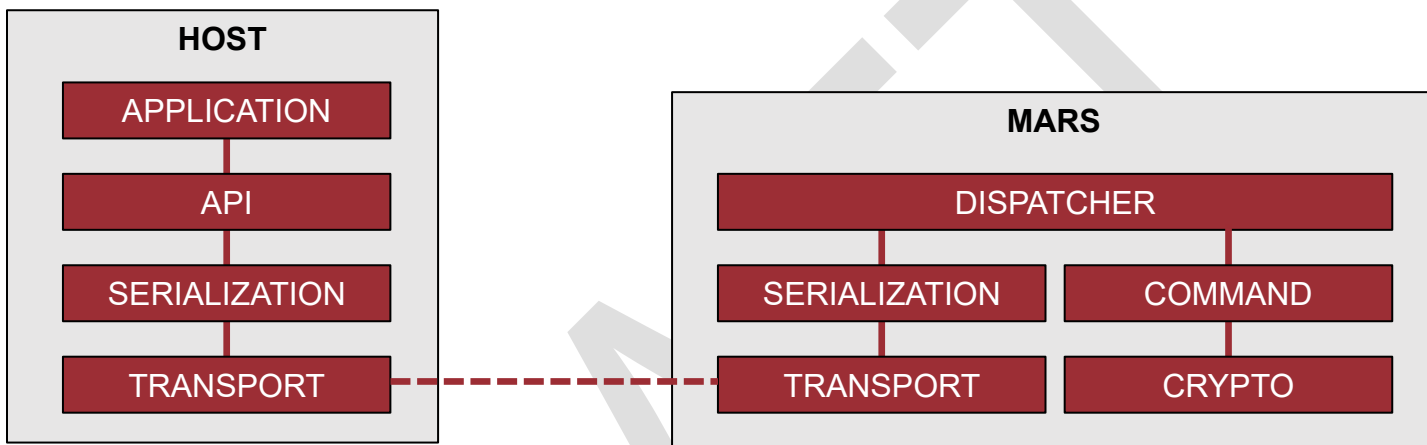 HOST
APPLICATION
API
SERIALIZATION
TRANSPORT
MARS
DISPATCHER
SERIALIZATION
COMMAND
TRANSPORT
CRYPTO